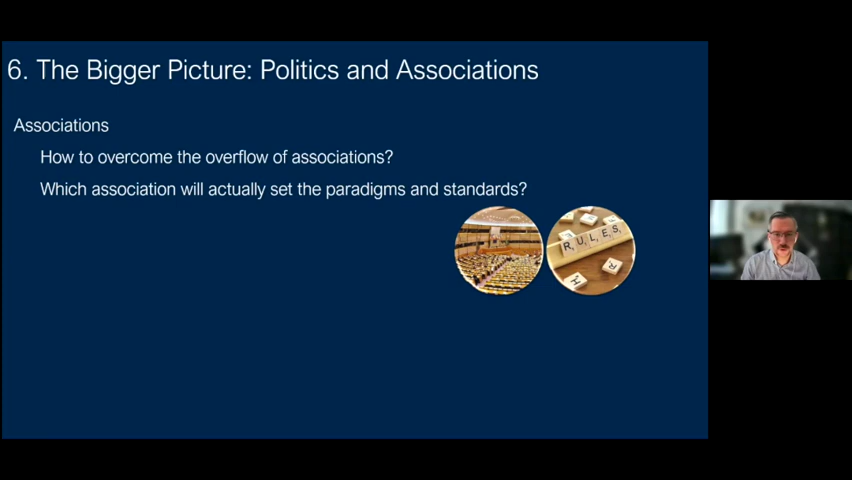 6. The Bigger Picture: Politics and Associations
Associations
How to overcome the overflow of associations?
Which association will actually set the paradigms and standards?
RULES
R
H